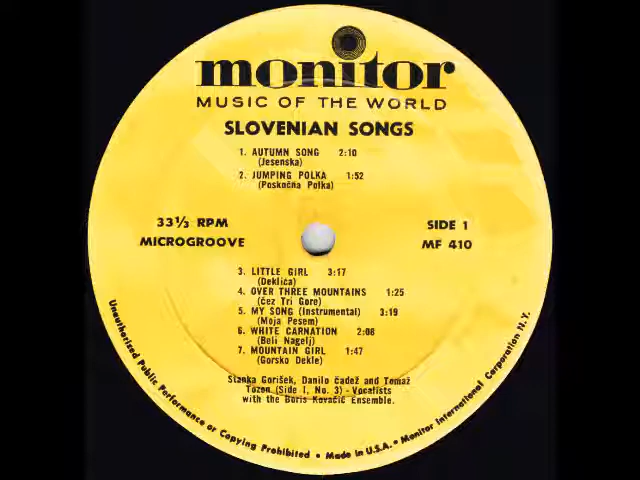 monitor
MUSIC OF THE WORLD
SLOVENIAN SONGS
1. AUTUMN SONG 2:10
(Jesenska)
2. JUMPING POLKA 1:52
(Poskočna Polka)
33⅓ RPM
MICROGROOVE
SIDE 1
MF 410
3. LITTLE GIRL 3:17
(Deklića)
4. OVER THREE MOUNTAINS 1:25
(Čez Tri Gore)
5. MY SONG (Instrumental) 3:19
(Moja Pesem)
6. WHITE CARNATION 2:08
(Beli Nagelj)
7. MOUNTAIN GIRL 1:47
(Gorsko Dekle)
Stanka Gorišek, Danilo čadež and Tomaž
Tozon (Side I, No. 3) - Vocalists
with the Boris Kovačič Ensemble.
Unauthorized Public Performance or Copying Prohibited • Made in U.S.A. • Monitor International Corporation N.Y.